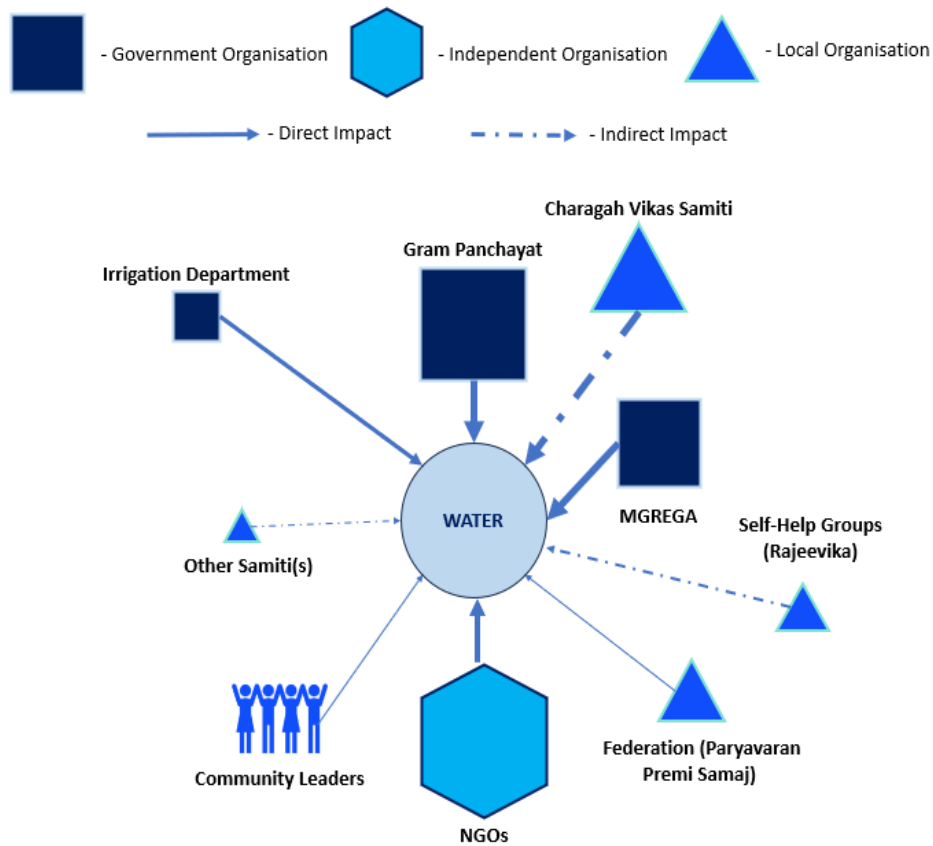 - Government Organisation
- Independent Organisation
- Local Organisation
- Direct Impact
- Indirect Impact
Charagah Vikas Samiti
Gram Panchayat
Irrigation Department
WATER
MGREGA
Self-Help Groups
(Rajeevika)
Other Samiti(s)
Federation (Paryavaran
Premi Samaj)
Community Leaders
NGOs